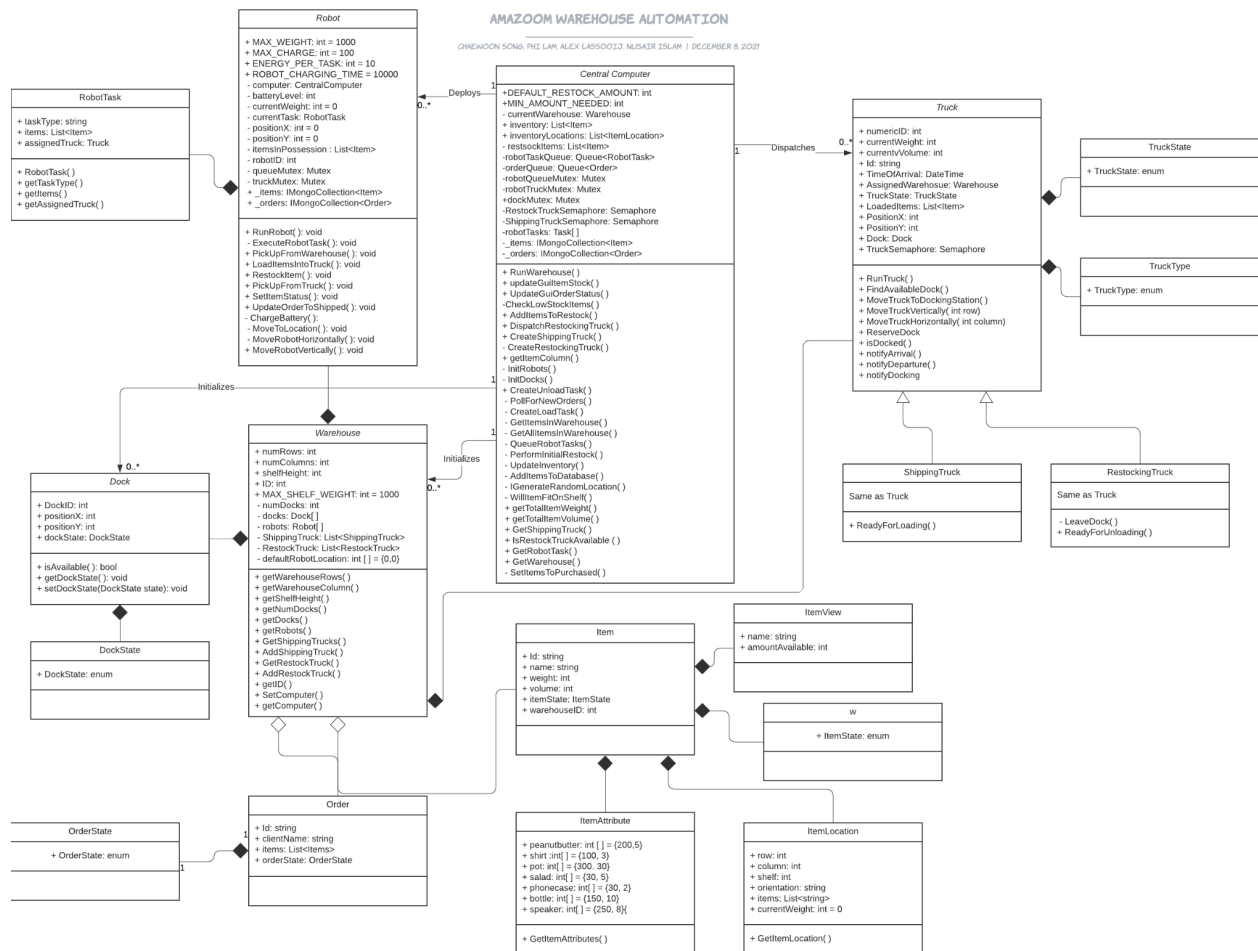 AMAZOOM WAREHOUSE AUTOMATION
CHAEWOON SONG, PHI LAM, ALEX LASSOOIJ, NUSAIR ISLAM | DECEMBER 8, 2021
Robot
+ MAX_WEIGHT: int = 1000
+ MAX_CHARGE: int = 100
+ ENERGY_PER_TASK: int = 10
+ ROBOT_CHARGING_TIME = 10000
- computer: CentralComputer
- batteryLevel: int
- currentWeight: int = 0
- currentTask: RobotTask
- positionX: int = 0
- positionY: int = 0
- itemsInPossession : List<Item>
- robotID: int
- queueMutex: Mutex
- truckMutex: Mutex
+ _items: IMongoCollection<Item>
+ _orders: IMongoCollection<Order>
+ RunRobot( ): void
- ExecuteRobotTask( ): void
+ PickUpFromWarehouse( ): void
+ LoadItemsIntoTruck( ): void
+ RestockItem( ): void
+ PickUpFromTruck( ): void
+ SetItemStatus( ): void
+ UpdateOrderToShipped( ): void
- ChargeBattery( ):
- MoveToLocation( ): void
- MoveRobotHorizontally( ): void
+ MoveRobotVertically( ): void
RobotTask
+ taskType: string
+ items: List<Item>
+ assignedTruck: Truck
+ RobotTask( )
+ getTaskType( )
+ getItems( )
+ getAssignedTruck( )
Deploys
1
0..*
Central Computer
+DEFAULT_RESTOCK_AMOUNT: int
+MIN_AMOUNT_NEEDED: int
- currentWarehouse: Warehouse
+ inventory: List<Item>
+ inventoryLocations: List<ItemLocation>
- restsockItems: List<Item>
-robotTaskQueue: Queue<RobotTask>
-orderQueue: Queue<Order>
-robotQueueMutex: Mutex
-robotTruckMutex: Mutex
+dockMutex: Mutex
-RestockTruckSemaphore: Semaphore
-ShippingTruckSemaphore: Semaphore
-robotTasks: Task[ ]
-_items: IMongoCollection<Item>
-_orders: IMongoCollection<Order>
+ RunWarehouse( )
+ updateGuiItemStock( )
+ UpdateGuiOrderStatus( )
-CheckLowStockItems( )
+ AddItemsToRestock( )
+ DispatchRestockingTruck( )
+ CreateShippingTruck( )
- CreateRestockingTruck( )
+ getItemColumn( )
- InitRobots( )
- InitDocks( )
+ CreateUnloadTask( )
- PollForNewOrders( )
- CreateLoadTask( )
- GetItemsInWarehouse( )
- GetAllItemsInWarehouse( )
- QueueRobotTasks( )
- PerformInitialRestock( )
- UpdateInventory( )
- AddItemsToDatabase( )
- IGenerateRandomLocation( )
- WillItemFitOnShelf( )
+ getTotalItemWeight( )
+ getTotalItemVolume( )
+ GetShippingTruck( )
+ IsRestockTruckAvailable ( )
+ GetRobotTask( )
+ GetWarehouse( )
- SetItemsToPurchased( )
1
Dispatches
0..*
Truck
+ numericID: int
+ currentWeight: int
+ currentvVolume: int
+ Id: string
+ TimeOfArrival: DateTime
+ AssignedWarehosue: Warehouse
+ TruckState: TruckState
+ LoadedItems: List<Item>
+ PositionX: int
+ PositionY: int
+ Dock: Dock
+ TruckSemaphore: Semaphore
+ RunTruck( )
+ FindAvailableDock( )
+ MoveTruckToDockingStation( )
+ MoveTruckVertically( int row)
+ MoveTruckHorizontally( int column)
+ ReserveDock
+ isDocked( )
+ notifyArrival( )
+ notifyDeparture( )
+ notifyDocking
TruckState
+ TruckState: enum
TruckType
+ TruckType: enum
ShippingTruck
Same as Truck
+ ReadyForLoading( )
RestockingTruck
Same as Truck
- LeaveDock( )
+ ReadyForUnloading( )
Initializes
1
0..*
Initializes
1
0..*
Warehouse
+ numRows: int
+ numColumns: int
+ shelfHeight: int
+ ID: int
+ MAX_SHELF_WEIGHT: int = 1000
- numDocks: int
- docks: Dock[ ]
- robots: Robot[ ]
- ShippingTruck: List<ShippingTruck>
- RestockTruck: List<RestockTruck>
- defaultRobotLocation: int [ ] = {0,0}
+ getWarehouseRows( )
+ getWarehouseColumn( )
+ getShelfHeight( )
+ getNumDocks( )
+ getDocks( )
+ getRobots( )
+ GetShippingTrucks( )
+ AddShippingTruck( )
+ GetRestockTruck( )
+ AddRestockTruck( )
+ getID( )
+ SetComputer( )
+ getComputer( )
Dock
+ DockID: int
+ positionX: int
+ positionY: int
+ dockState: DockState
+ isAvailable( ): bool
+ getDockState( ): void
+ setDockState(DockState state): void
DockState
+ DockState: enum
Item
+ Id: string
+ name: string
+ weight: int
+ volume: int
+ itemState: ItemState
+ warehouseID: int
ItemView
+ name: string
+ amountAvailable: int
w
+ ItemState: enum
Order
+ Id: string
+ clientName: string
+ items: List<Items>
+ orderState: OrderState
OrderState
+ OrderState: enum
1
1
ItemAttribute
+ peanutbutter: int [ ] = {200,5}
+ shirt :int[ ] = {100, 3}
+ pot: int[ ] = {300. 30}
+ salad: int[ ] = {30, 5}
+ phonecase: int[ ] = {30, 2}
+ bottle: int[ ] = {150, 10}
+ speaker: int[ ] = {250, 8}{
+ GetItemAttributes( )
ItemLocation
+ row: int
+ column: int
+ shelf: int
+ orientation: string
+ items: List<string>
+ currentWeight: int = 0
+ GetItemLocation( )